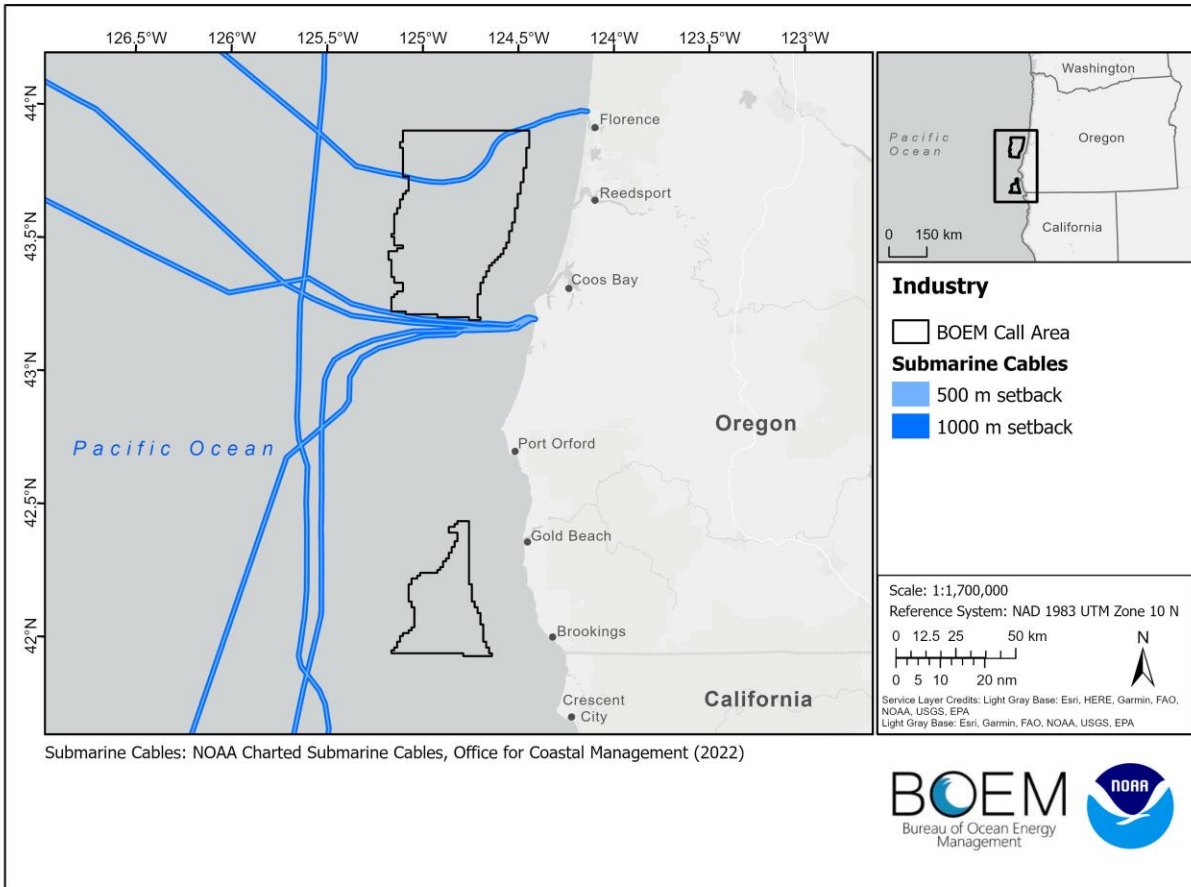 126.5°W 126°W 125.5°W 125°W 124.5°W 124°W 123.5°W 123°W
44°N
43.5°N
43°N
42.5°N
42°N
Florence
Reedsport
Coos Bay
Oregon
Pacific Ocean
Port Orford
Gold Beach
Brookings
Crescent
City
California
Washington
Pacific
Ocean
Oregon
California
0 150 km
Industry
BOEM Call Area
Submarine Cables
500 m setback
1000 m setback
Scale: 1:1,700,000
Reference System: NAD 1983 UTM Zone 10 N
0 12.5 25 50 km
0 5 10 20 nm
N
Service Layer Credits: Light Gray Base: Esri, HERE, Garmin, FAO,
NOAA, USGS, EPA
Light Gray Base: Esri, Garmin, FAO, NOAA, USGS, EPA
Submarine Cables: NOAA Charted Submarine Cables, Office for Coastal Management (2022)
BOEM
Bureau of Ocean Energy
Management
NOAA